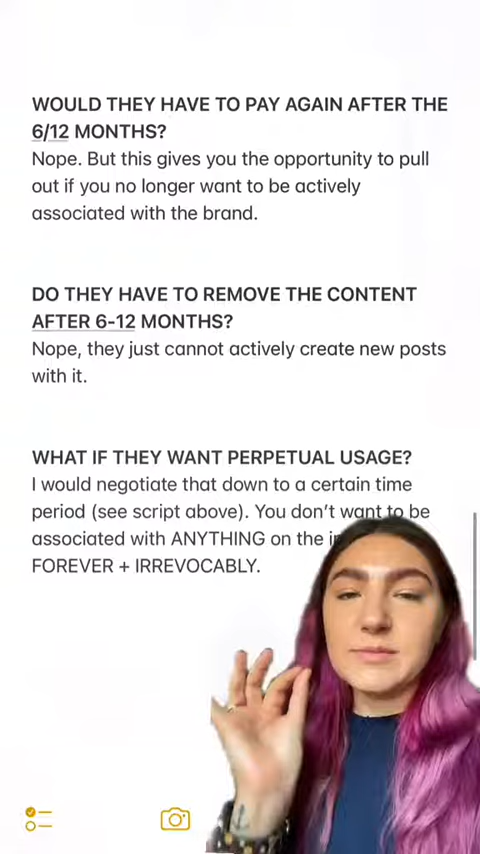 WOULD THEY HAVE TO PAY AGAIN AFTER THE
6/12 MONTHS?
Nope. But this gives you the opportunity to pull
out if you no longer want to be actively
associated with the brand.
DO THEY HAVE TO REMOVE THE CONTENT
AFTER 6-12 MONTHS?
Nope, they just cannot actively create new posts
with it.
WHAT IF THEY WANT PERPETUAL USAGE?
I would negotiate that down to a certain time
period (see script above). You don’t want to be
associated with ANYTHING on the
FOREVER + IRREVOCABLY.